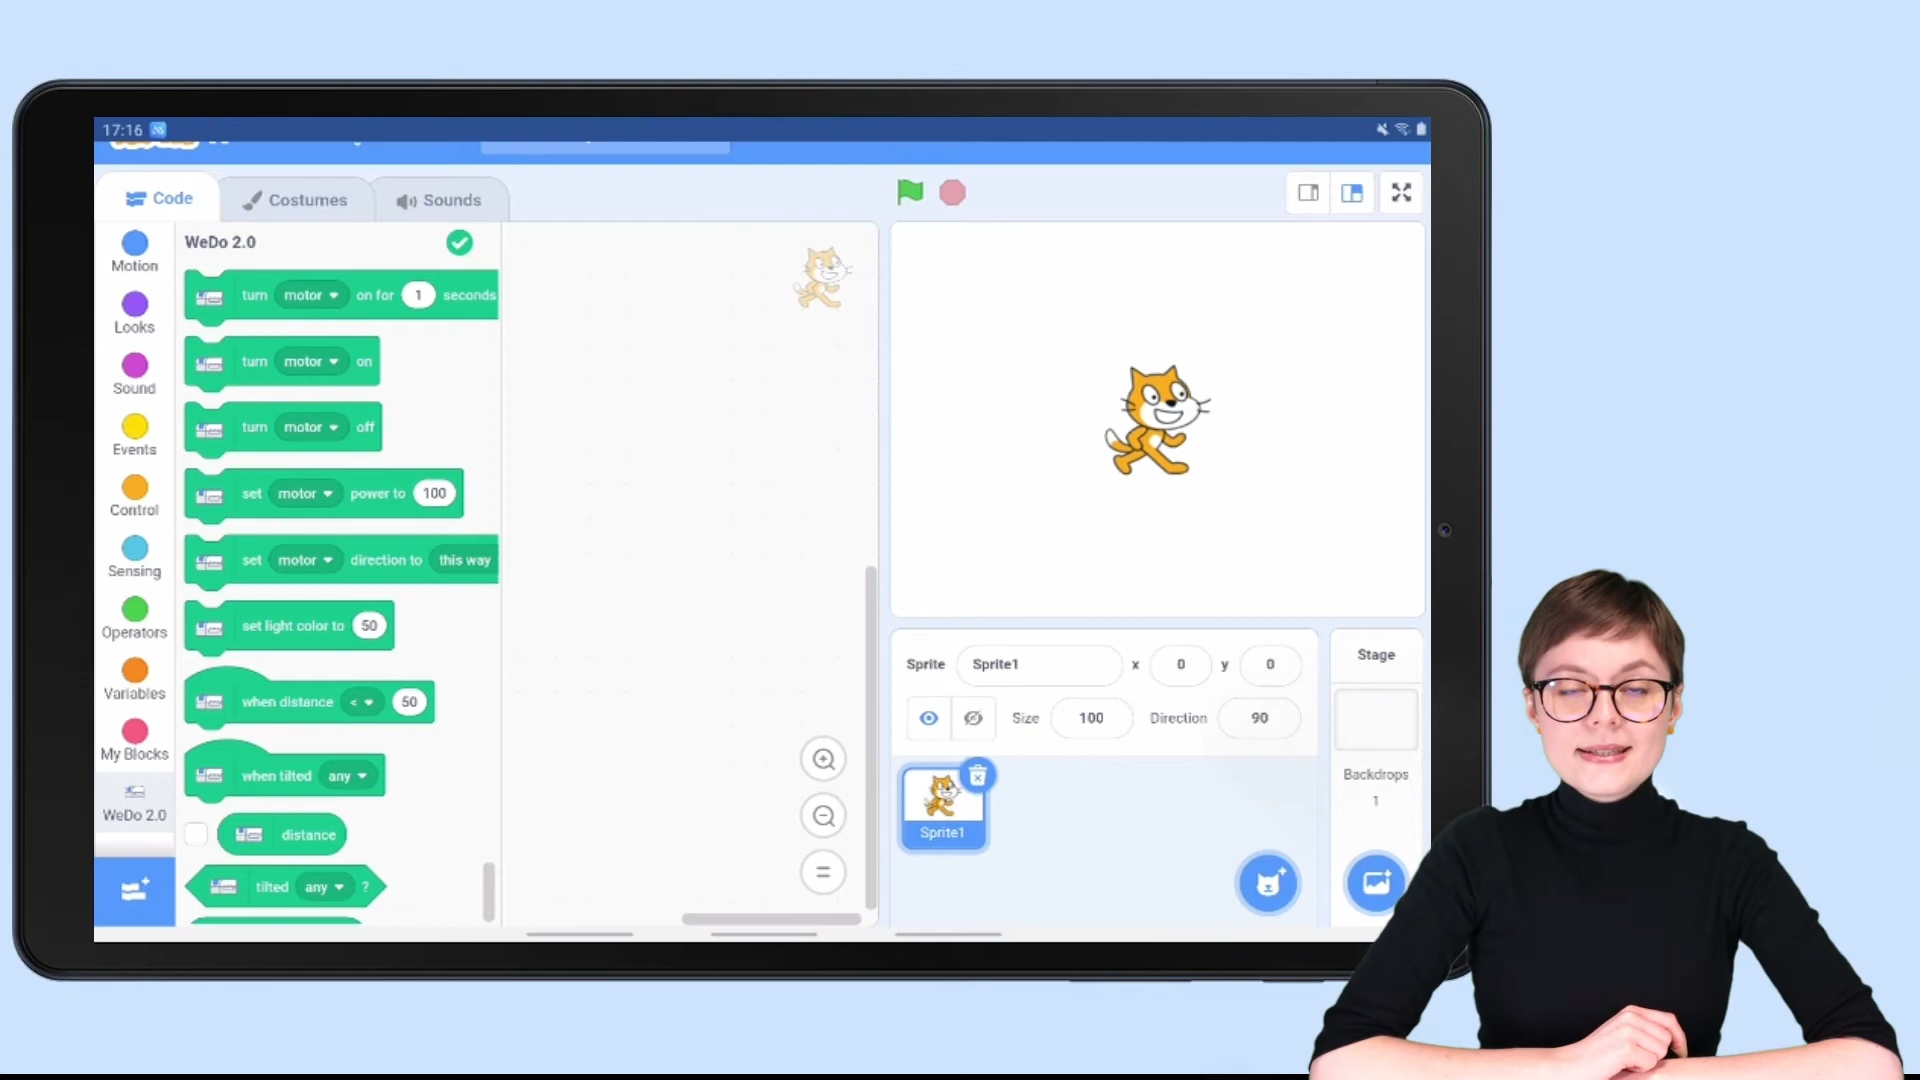 17:16
Code
Costumes
Sounds
Motion
Looks
Sound
Events
Control
Sensing
Operators
Variables
My Blocks
WeDo 2.0
WeDo 2.0
turn motor on for 1 seconds
turn motor on
turn motor off
set motor power to 100
set motor direction to this way
set light color to 50
when distance < 50
when tilted any
distance
tilted any ?
Sprite Sprite1 x 0 y 0
Size 100 Direction 90
Sprite1
Stage
Backdrops
1